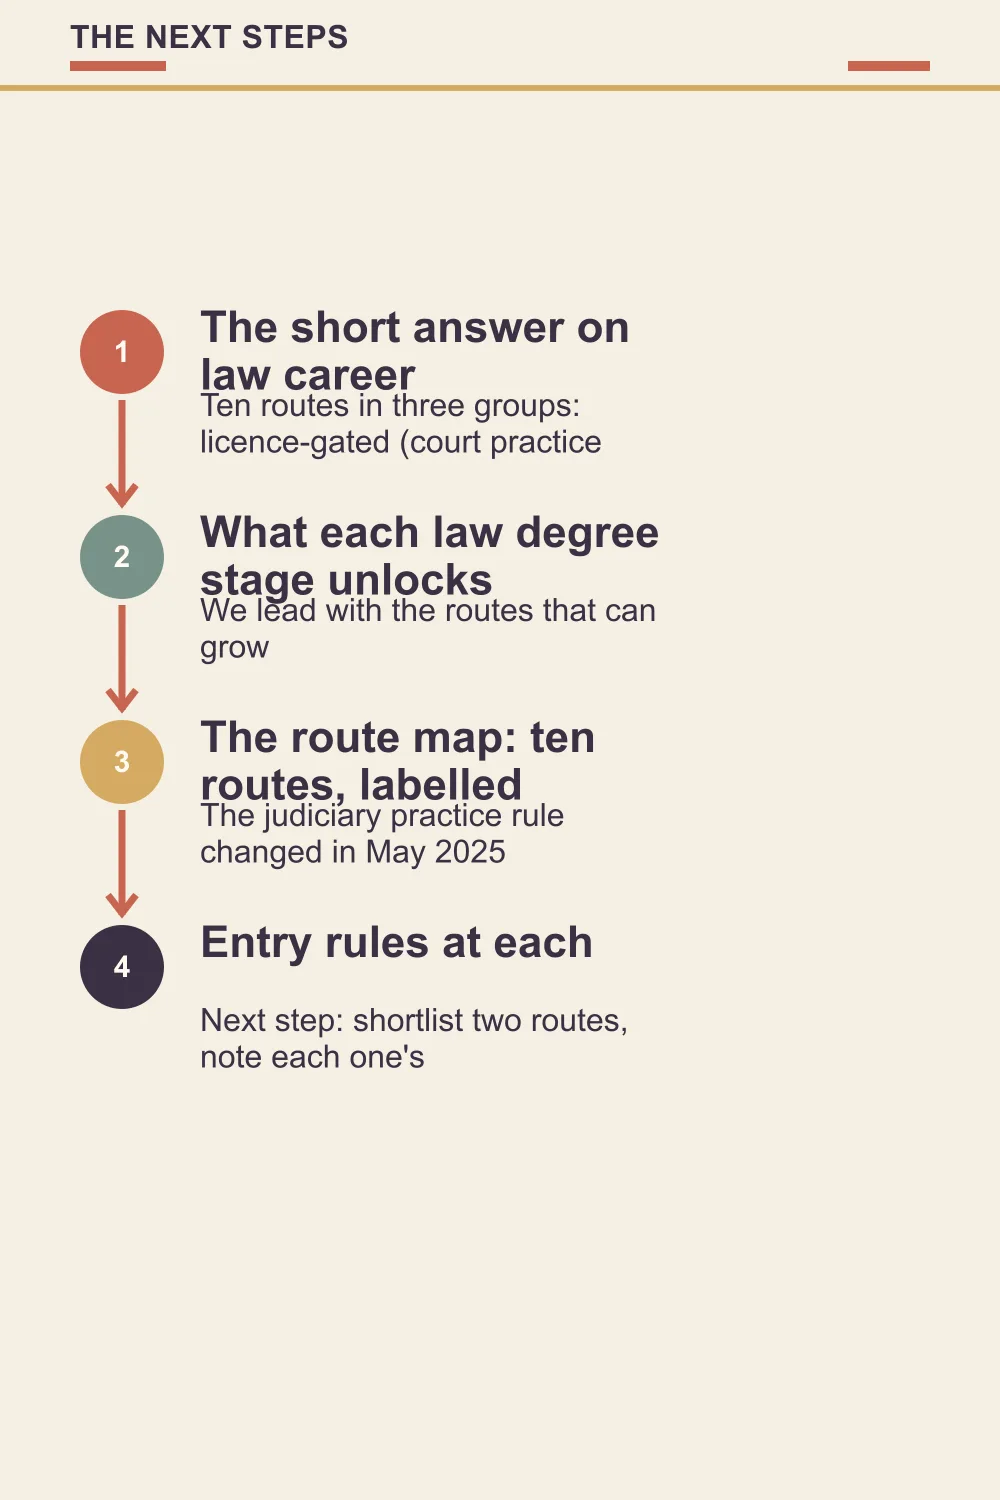 THE NEXT STEPS
1
The short answer on
law career
Ten routes in three groups:
licence-gated (court practice
2
What each law degree
stage unlocks
We lead with the routes that can
grow
3
The route map: ten
routes, labelled
The judiciary practice rule
changed in May 2025
4
Entry rules at each
Next step: shortlist two routes,
note each one's